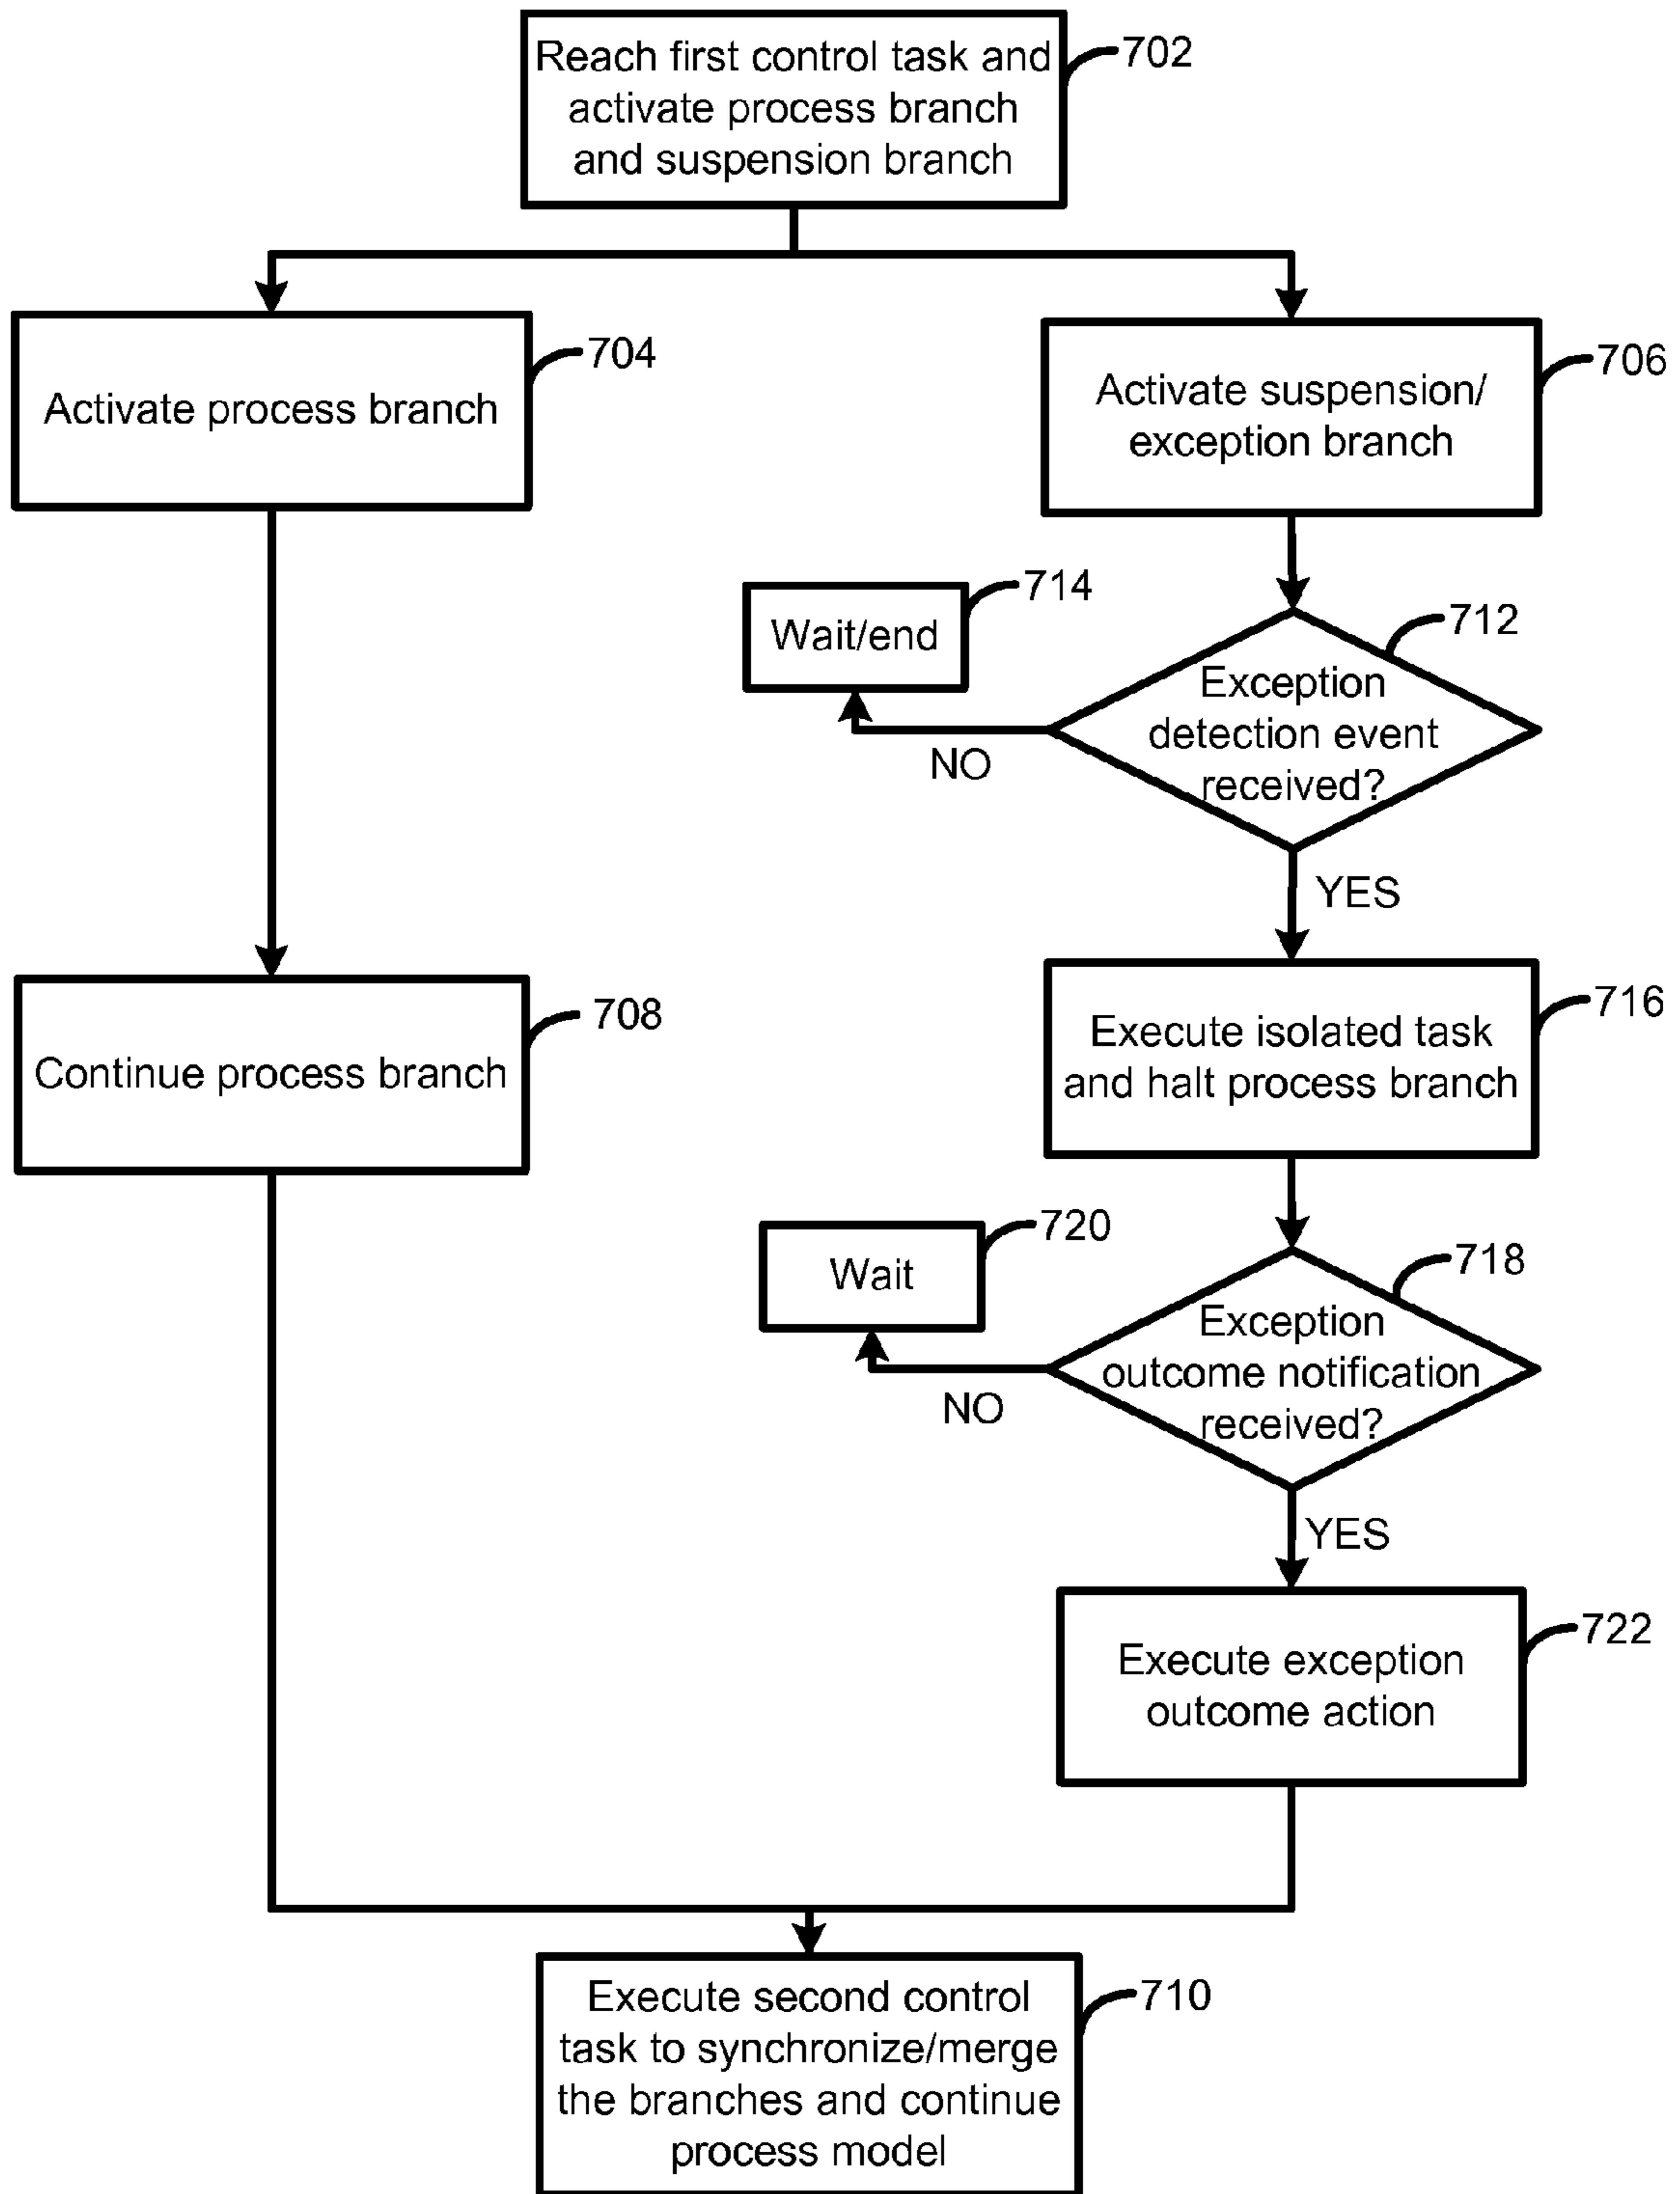 Reach first control task and
activate process branch
and suspension branch
702
Activate process branch
704
Activate suspension/
exception branch
706
Wait/end
714
Exception
detection event
received?
712
NO
YES
Continue process branch
708
Execute isolated task
and halt process branch
716
Wait
720
Exception
outcome notification
received?
718
NO
YES
Execute exception
outcome action
722
Execute second control
task to synchronize/merge
the branches and continue
process model
710